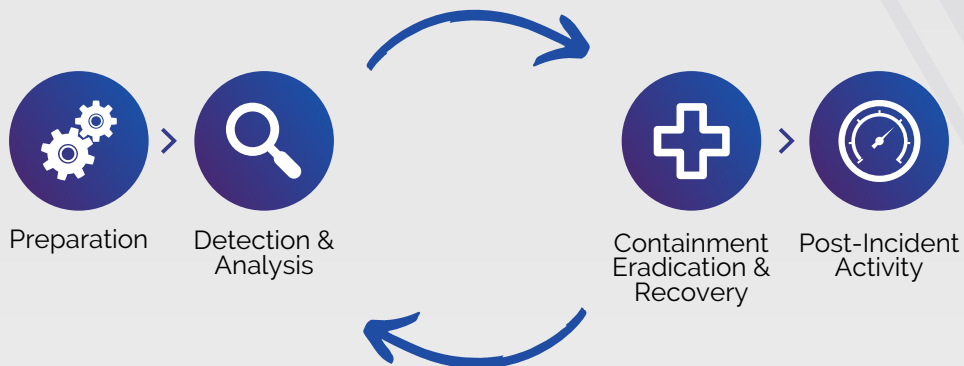 Preparation
Detection &
Analysis
Containment
Eradication &
Recovery
Post-Incident
Activity